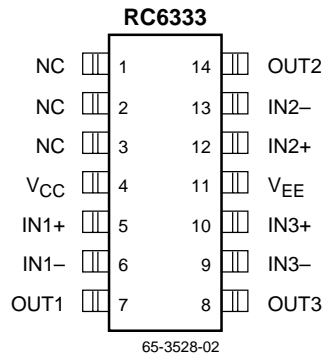 RC6333
NC 1 14 OUT2
NC 2 13 IN2–
NC 3 12 IN2+
VCC 4 11 VEE
IN1+ 5 10 IN3+
IN1– 6 9 IN3–
OUT1 7 8 OUT3
65-3528-02